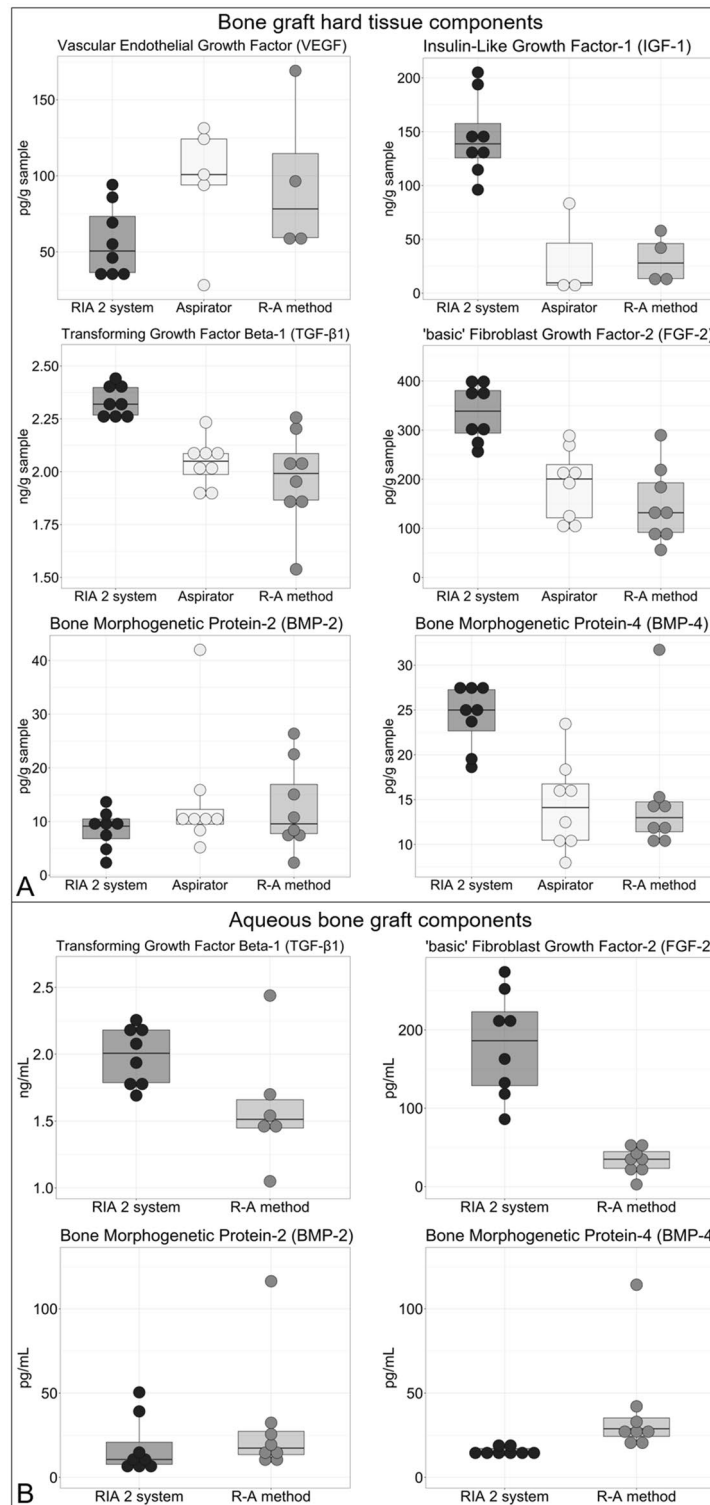 Bone graft hard tissue components
Vascular Endothelial Growth Factor (VEGF)
150
100
50
pg/g sample
RIA 2 system Aspirator R-A method
Insulin-Like Growth Factor-1 (IGF-1)
200
150
100
50
0
ng/g sample
RIA 2 system Aspirator R-A method
Transforming Growth Factor Beta-1 (TGF-β1)
2.50
2.25
2.00
1.75
1.50
ng/g sample
RIA 2 system Aspirator R-A method
'basic' Fibroblast Growth Factor-2 (FGF-2)
400
300
200
100
0
pg/g sample
RIA 2 system Aspirator R-A method
Bone Morphogenetic Protein-2 (BMP-2)
40
30
20
10
0
pg/g sample
RIA 2 system Aspirator R-A method
Bone Morphogenetic Protein-4 (BMP-4)
30
25
20
15
10
pg/g sample
RIA 2 system Aspirator R-A method
A
Aqueous bone graft components
Transforming Growth Factor Beta-1 (TGF-β1)
2.5
2.0
1.5
1.0
ng/mL
RIA 2 system R-A method
'basic' Fibroblast Growth Factor-2 (FGF-2
200
100
0
pg/mL
RIA 2 system R-A method
Bone Morphogenetic Protein-2 (BMP-2)
100
50
0
pg/mL
RIA 2 system R-A method
Bone Morphogenetic Protein-4 (BMP-4
100
50
0
pg/mL
RIA 2 system R-A method
B